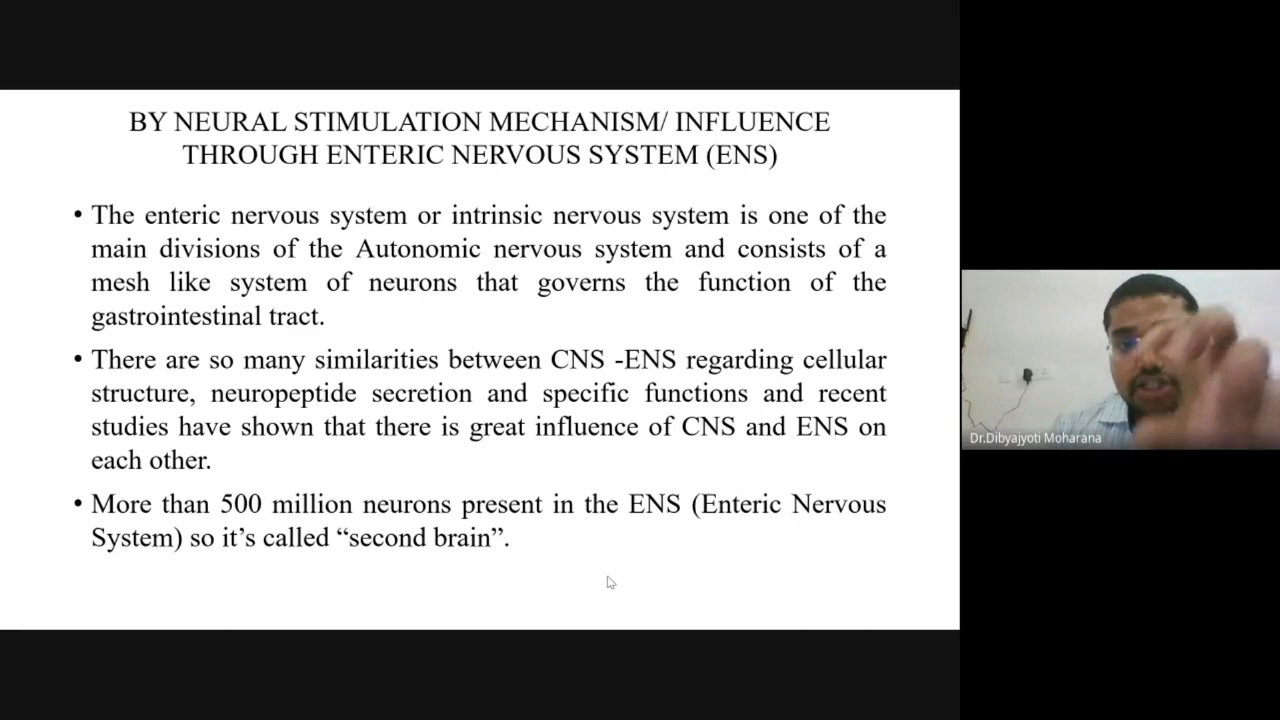 BY NEURAL STIMULATION MECHANISM/ INFLUENCE
THROUGH ENTERIC NERVOUS SYSTEM (ENS)
• The enteric nervous system or intrinsic nervous system is one of the
main divisions of the Autonomic nervous system and consists of a
mesh like system of neurons that governs the function of the
gastrointestinal tract.
• There are so many similarities between CNS -ENS regarding cellular
structure, neuropeptide secretion and specific functions and recent
studies have shown that there is great influence of CNS and ENS on
each other.
• More than 500 million neurons present in the ENS (Enteric Nervous
System) so it’s called “second brain”.
Dr.Dibyajyoti Moharana